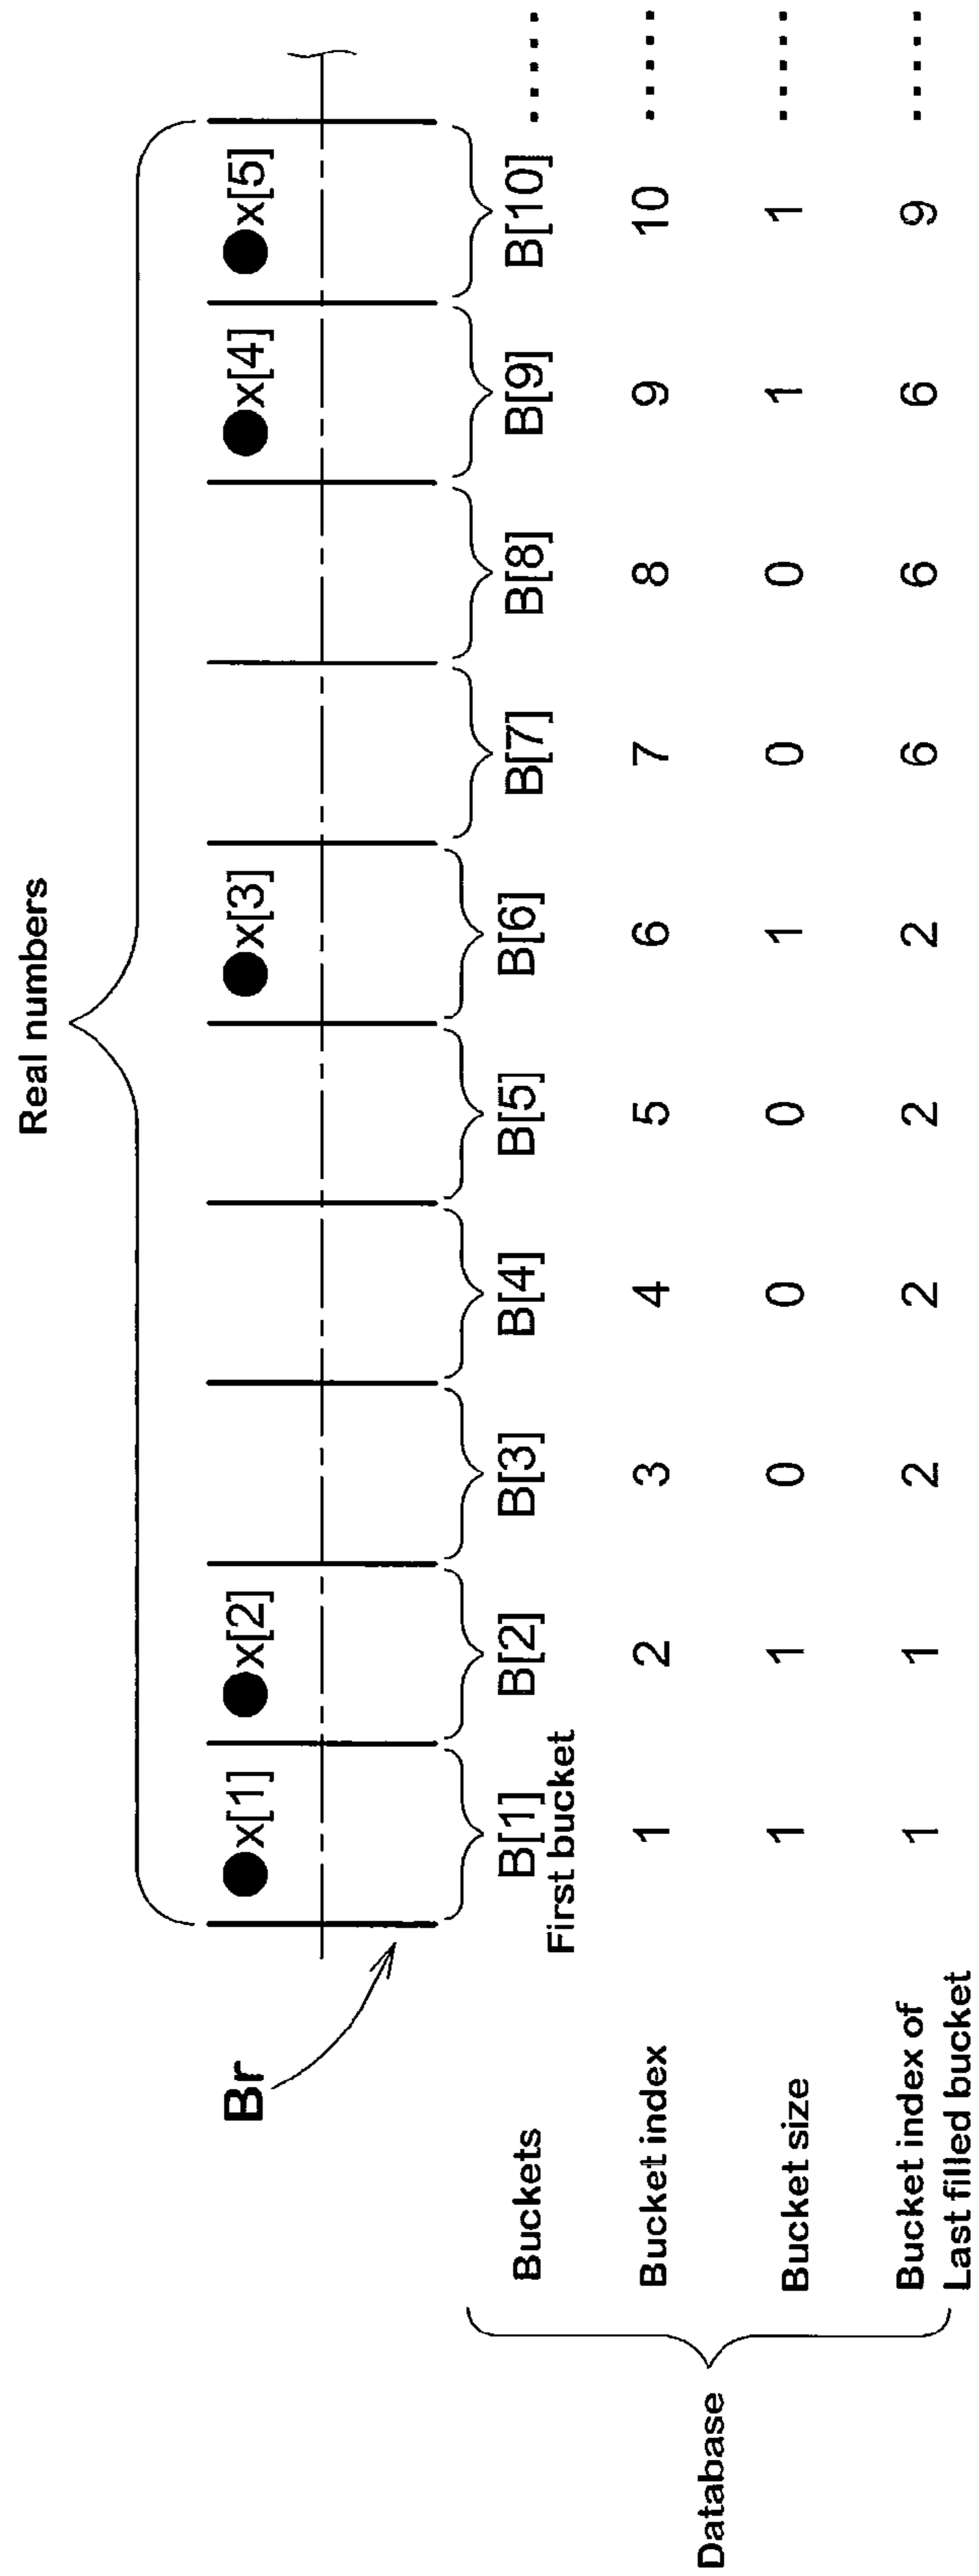 Real numbers
x[1] x[2] x[3] x[4] x[5]
Br
Buckets B[1] B[2] B[3] B[4] B[5] B[6] B[7] B[8] B[9] B[10] .....
First bucket
Bucket index 1 2 3 4 5 6 7 8 9 10 .....
Database
Bucket size 1 1 0 0 0 1 0 0 1 1 .....
Bucket index of 1 1 2 2 2 2 6 6 6 9 .....
Last filled bucket